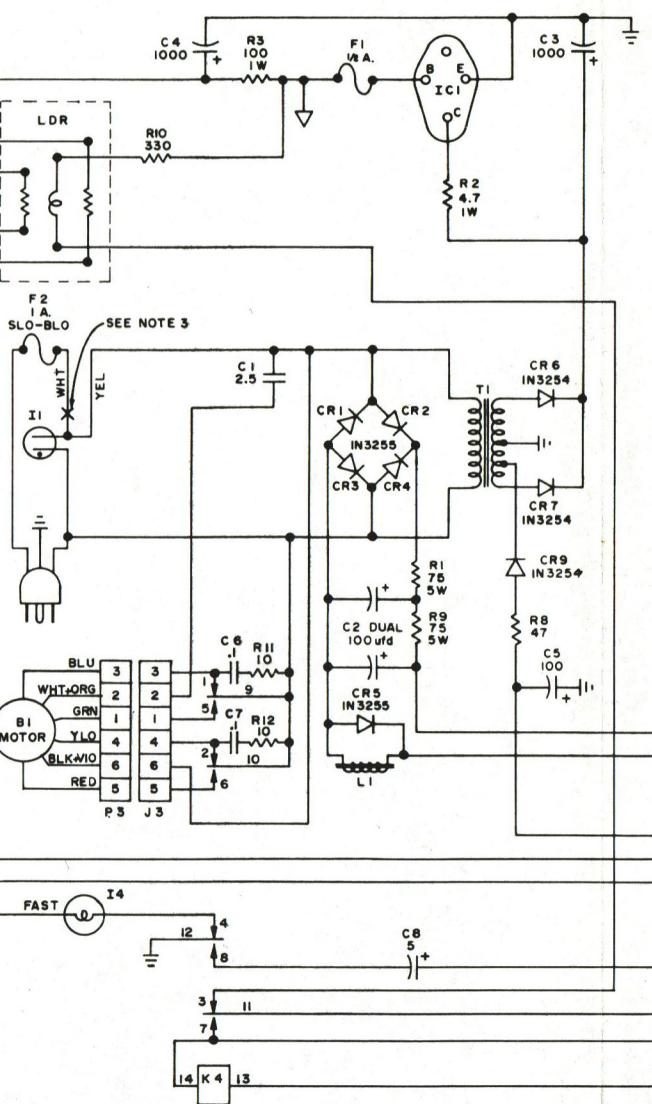 C4
1000
+
R3
100
1W
F1
1/2 A.
B
E
IC1
C
C3
1000
+
LDR
R10
330
R2
4.7
1W
F2
1A.
SLO-BLO
SEE NOTE 3
WHT
YEL
I1
C1
2.5
CR1
CR2
IN3255
CR3
CR4
T1
CR6
IN3254
CR7
IN3254
CR9
IN3254
R1
75
5W
R9
75
5W
+
C2 DUAL
100ufd
+
R8
47
C5
100
+
CR5
IN3255
L1
BLU
WHT+ORG
GRN
YLO
BLK+VIO
RED
B1
MOTOR
3
2
1
4
6
5
P3
3
2
1
4
6
5
J3
C6
.1
R11
10
1
9
5
C7
.1
R12
10
2
10
6
FAST
I4
12
4
8
C8
5
+
3
11
7
14
K4
13